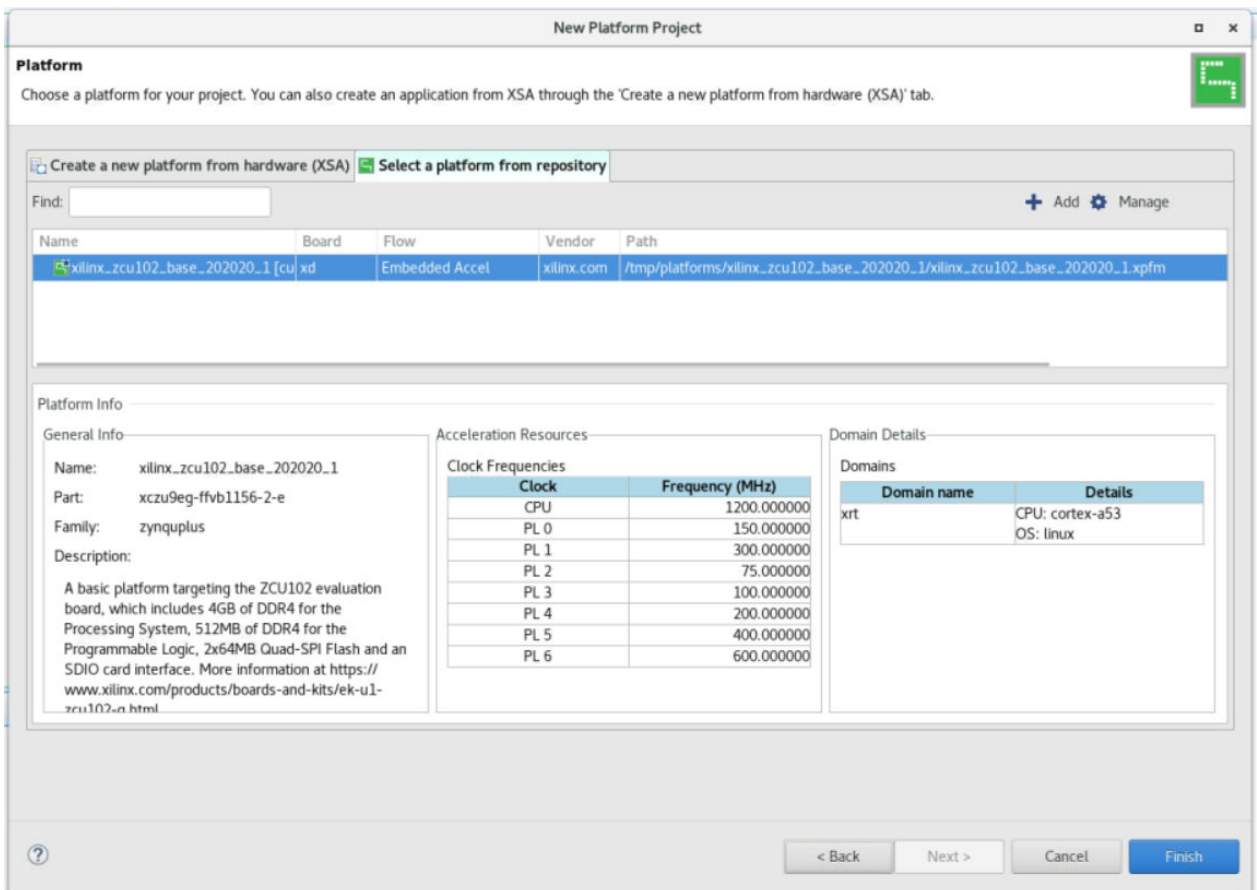 New Platform Project
Platform
Choose a platform for your project. You can also create an application from XSA through the 'Create a new platform from hardware (XSA)' tab.
Create a new platform from hardware (XSA) Select a platform from repository
Find: Add Manage
Name Board Flow Vendor Path
xilinx_zcu102_base_202020_1 [cu xd Embedded Accel xilinx.com /tmp/platforms/xilinx_zcu102_base_202020_1/xilinx_zcu102_base_202020_1.xpfm
Platform Info
General Info
Name: xilinx_zcu102_base_202020_1
Part: xczu9eg-ffvb1156-2-e
Family: zynquplus
Description:
A basic platform targeting the ZCU102 evaluation
board, which includes 4GB of DDR4 for the
Processing System, 512MB of DDR4 for the
Programmable Logic, 2x64MB Quad-SPI Flash and an
SDIO card interface. More information at https://
www.xilinx.com/products/boards-and-kits/ek-u1-
zcu102-g.html
Acceleration Resources
Clock Frequencies
Clock Frequency (MHz)
CPU 1200.000000
PL 0 150.000000
PL 1 300.000000
PL 2 75.000000
PL 3 100.000000
PL 4 200.000000
PL 5 400.000000
PL 6 600.000000
Domain Details
Domains
Domain name Details
xrt CPU: cortex-a53
OS: linux
? < Back Next > Cancel Finish